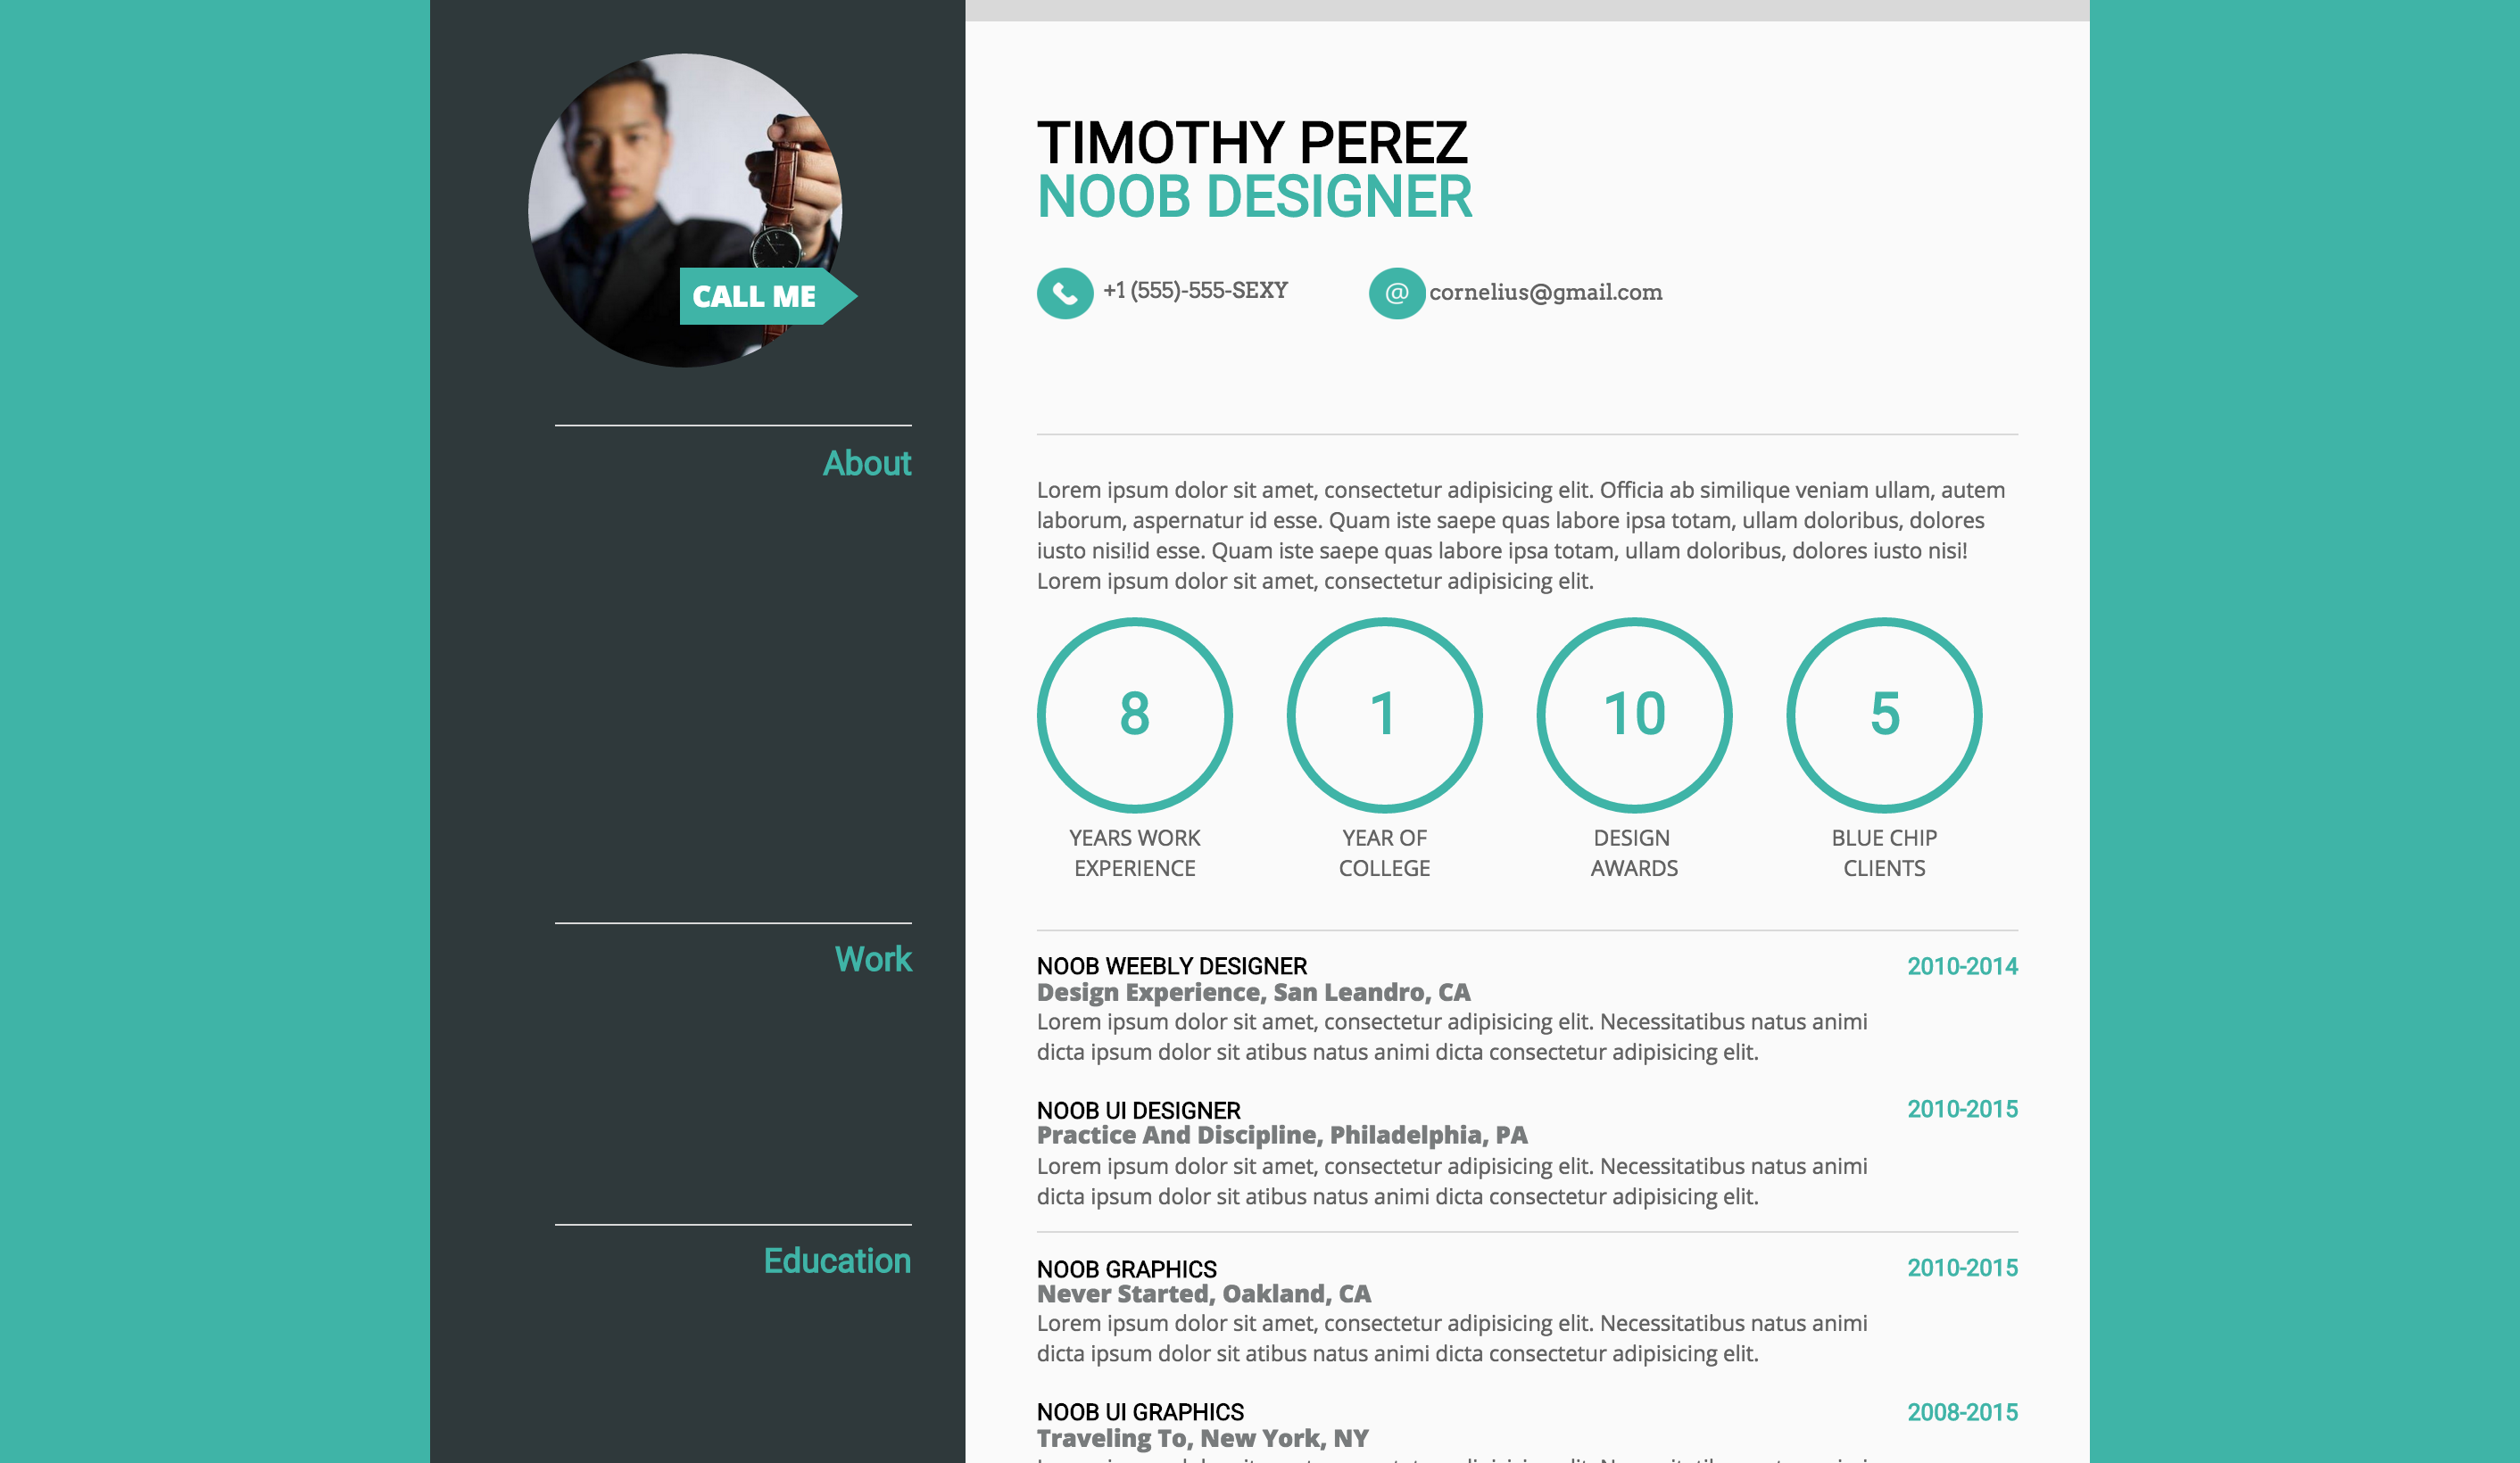 CALL ME
TIMOTHY PEREZ
NOOB DESIGNER
+1 (555)-555-SEXY
@
cornelius@gmail.com
About
Lorem ipsum dolor sit amet, consectetur adipisicing elit. Officia ab similique veniam ullam, autem
laborum, aspernatur id esse. Quam iste saepe quas labore ipsa totam, ullam doloribus, dolores
iusto nisi!id esse. Quam iste saepe quas labore ipsa totam, ullam doloribus, dolores iusto nisi!
Lorem ipsum dolor sit amet, consectetur adipisicing elit.
8
YEARS WORK
EXPERIENCE
1
YEAR OF
COLLEGE
10
DESIGN
AWARDS
5
BLUE CHIP
CLIENTS
Work
NOOB WEEBLY DESIGNER
2010-2014
Design Experience, San Leandro, CA
Lorem ipsum dolor sit amet, consectetur adipisicing elit. Necessitatibus natus animi
dicta ipsum dolor sit atibus natus animi dicta consectetur adipisicing elit.
NOOB UI DESIGNER
2010-2015
Practice And Discipline, Philadelphia, PA
Lorem ipsum dolor sit amet, consectetur adipisicing elit. Necessitatibus natus animi
dicta ipsum dolor sit atibus natus animi dicta consectetur adipisicing elit.
Education
NOOB GRAPHICS
2010-2015
Never Started, Oakland, CA
Lorem ipsum dolor sit amet, consectetur adipisicing elit. Necessitatibus natus animi
dicta ipsum dolor sit atibus natus animi dicta consectetur adipisicing elit.
NOOB UI GRAPHICS
2008-2015
Traveling To, New York, NY